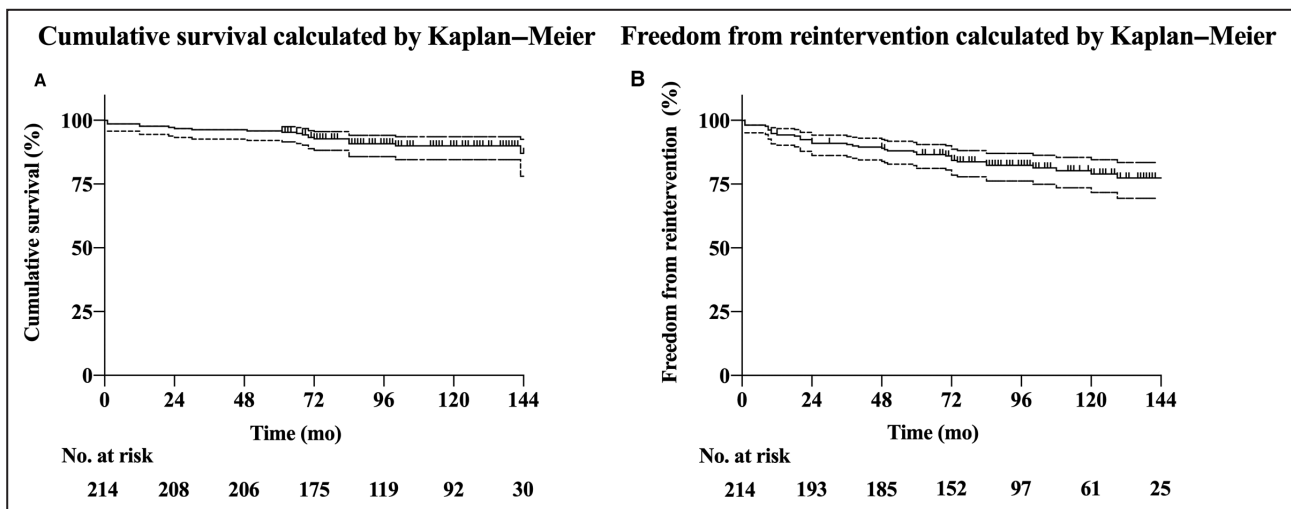 Cumulative survival calculated by Kaplan–Meier
A
Cumulative survival (%)
100
75
50
25
0
0 24 48 72 96 120 144
Time (mo)
No. at risk
214 208 206 175 119 92 30
Freedom from reintervention calculated by Kaplan–Meier
B
Freedom from reintervention (%)
100
75
50
25
0
0 24 48 72 96 120 144
Time (mo)
No. at risk
214 193 185 152 97 61 25